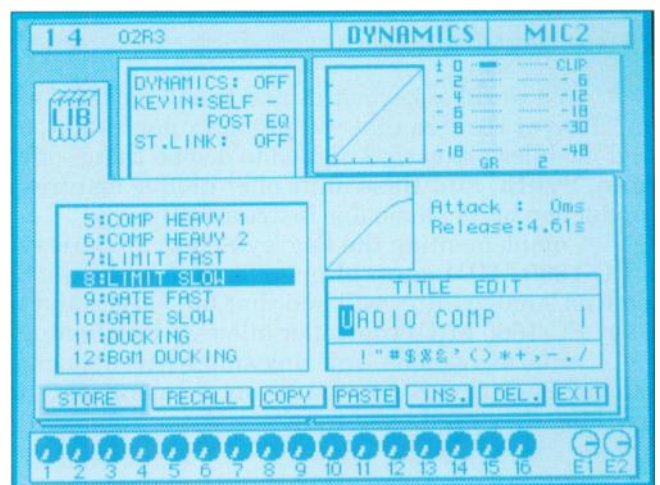 14 02R3 DYNAMICS MIC2
LIB
DYNAMICS: OFF
KEYIN:SELF -
POST EQ
ST.LINK: OFF
± 0 CLIP
- 2 - 6
- 4 -12
- 6 -18
- 8 -30
-18 -48
GR 2
5:COMP HEAVY 1
6:COMP HEAVY 2
7:LIMIT FAST
8:LIMIT SLOW
9:GATE FAST
10:GATE SLOW
11:DUCKING
12:BGM DUCKING
Attack : 0ms
Release:4.61s
TITLE EDIT
UADIO COMP
!"#$%&'()*+,-./
STORE RECALL COPY PASTE INS. DEL. EXIT
1 2 3 4 5 6 7 8 9 10 11 12 13 14 15 16 E1 E2